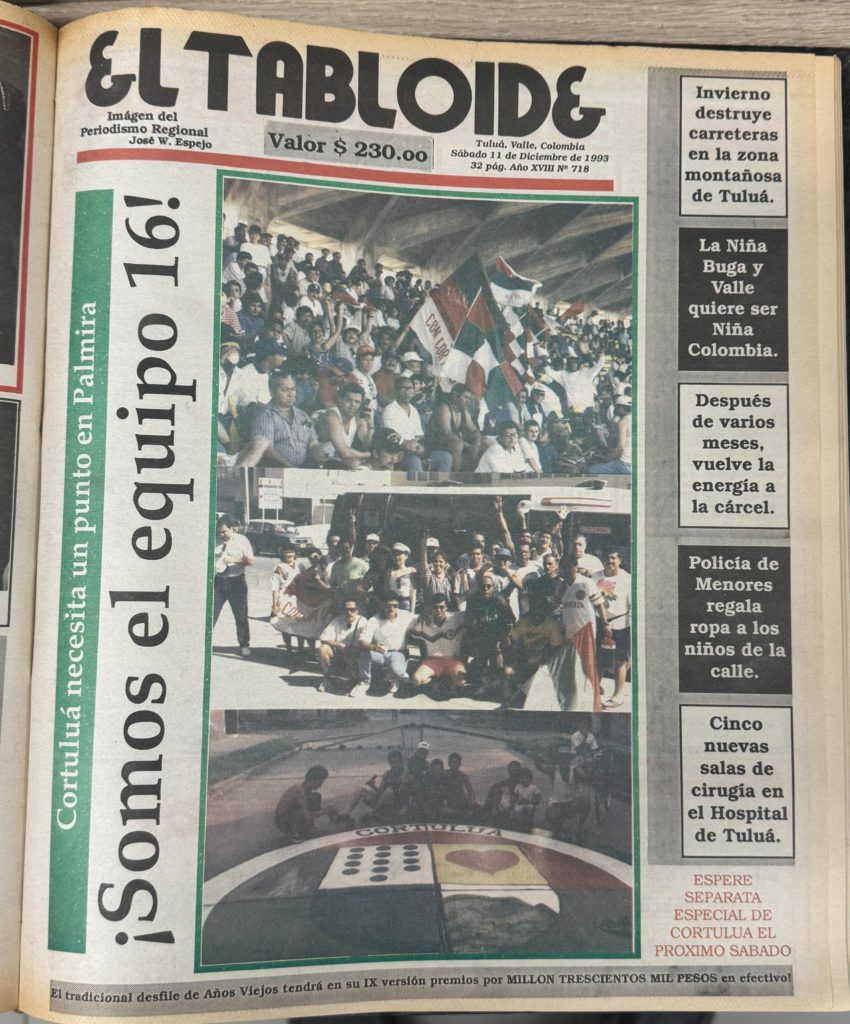 EL TABLOIDE
Imágen del
Periodismo Regional
José W. Espejo
Valor $ 230.oo
Tuluá, Valle, Colombia
Sábado 11 de Diciembre de 1993
32 pág. Año XVIII Nº 718
Cortuluá necesita un punto en Palmira
¡Somos el equipo 16!
CON COR
CORTULUA
Invierno
destruye
carreteras
en la zona
montañosa
de Tuluá.
La Niña
Buga y
Valle
quiere ser
Niña
Colombia.
Después
de varios
meses,
vuelve la
energía a
la cárcel.
Policía de
Menores
regala
ropa a los
niños de la
calle.
Cinco
nuevas
salas de
cirugía en
el Hospital
de Tuluá.
ESPERE
SEPARATA
ESPECIAL DE
CORTULUA EL
PROXIMO SABADO
El tradicional desfile de Años Viejos tendrá en su IX versión premios por MILLON TRESCIENTOS MIL PESOS en efectivo!